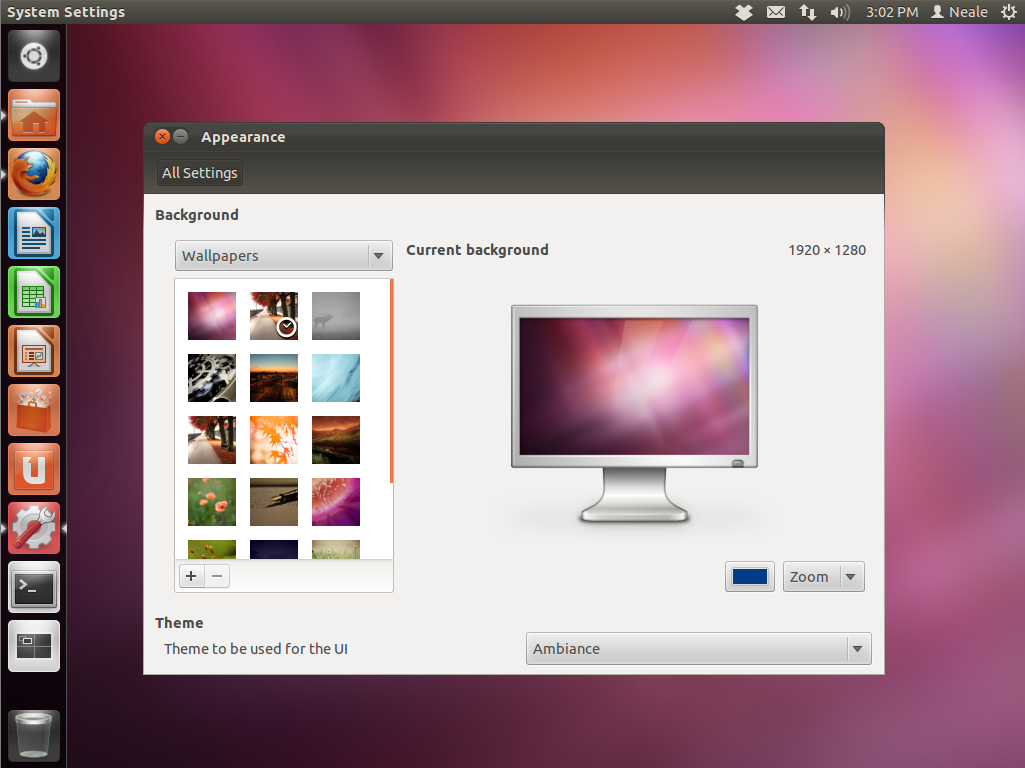 System Settings
3:02 PM Neale
Appearance
All Settings
Background
Wallpapers
Current background
1920 × 1280
Zoom
Theme
Theme to be used for the UI
Ambiance